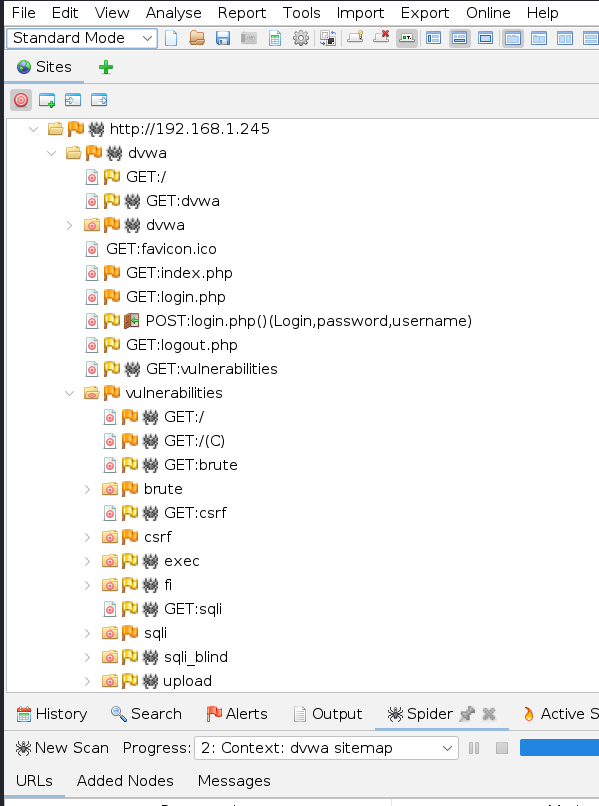 File Edit View Analyse Report Tools Import Export Online Help
Standard Mode
Sites
http://192.168.1.245
dvwa
GET:/
GET:dvwa
dvwa
GET:favicon.ico
GET:index.php
GET:login.php
POST:login.php()(Login,password,username)
GET:logout.php
GET:vulnerabilities
vulnerabilities
GET:/
GET:/(C)
GET:brute
brute
GET:csrf
csrf
exec
fi
GET:sqli
sqli
sqli_blind
upload
History Search Alerts Output Spider Active S
New Scan Progress: 2: Context: dvwa sitemap
URLs Added Nodes Messages